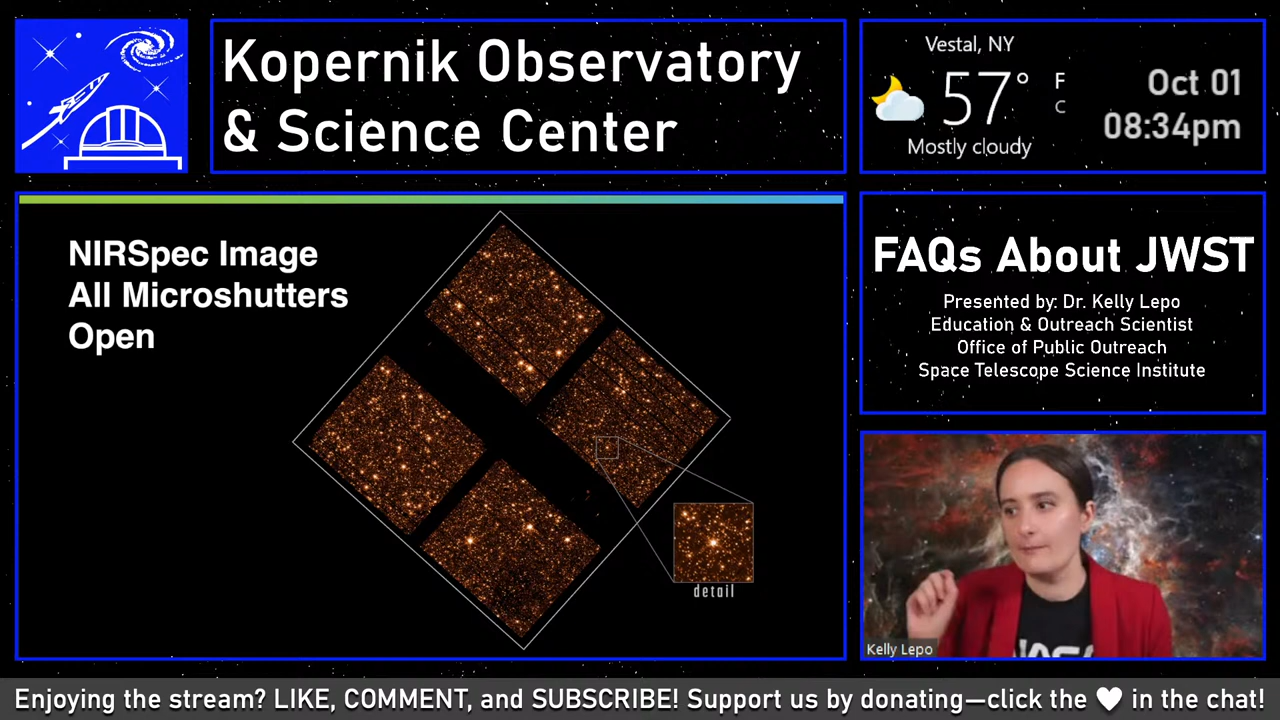 Kopernik Observatory
& Science Center
Vestal, NY
57° F
C
Mostly cloudy
Oct 01
08:34pm
NIRSpec Image
All Microshutters
Open
detail
FAQs About JWST
Presented by: Dr. Kelly Lepo
Education & Outreach Scientist
Office of Public Outreach
Space Telescope Science Institute
NASA
Kelly Lepo
Enjoying the stream? LIKE, COMMENT, and SUBSCRIBE! Support us by donating—click the ♥ in the chat!